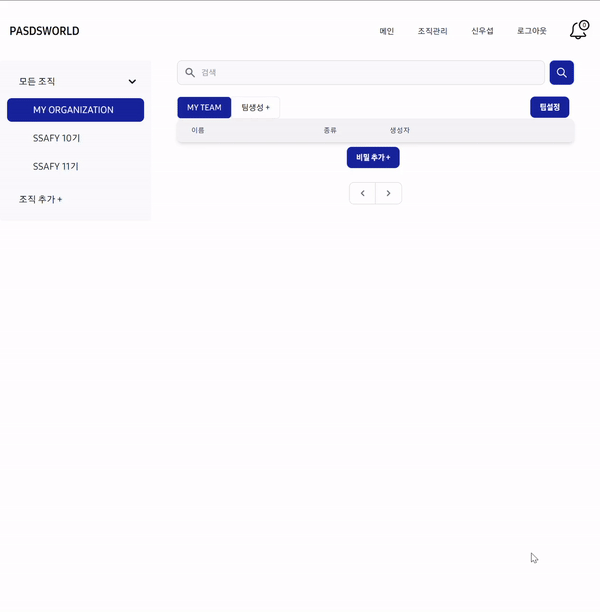 PASDSWORLD
메인 조직관리 신우섭 로그아웃 0
모든 조직
MY ORGANIZATION
SSAFY 10기
SSAFY 11기
조직 추가 +
검색
MY TEAM 팀생성 + 팀설정
이름 종류 생성자
비밀 추가 +